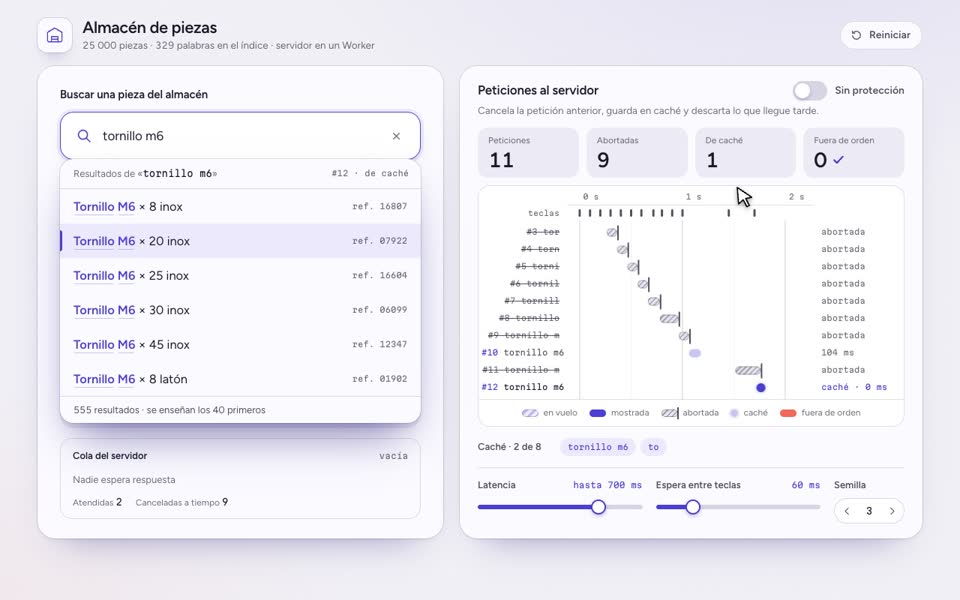 Almacén de piezas
25 000 piezas · 329 palabras en el índice · servidor en un Worker
Reiniciar
Buscar una pieza del almacén
tornillo m6
Resultados de «tornillo m6»
#12 · de caché
Tornillo M6 × 8 inox
ref. 16807
Tornillo M6 × 20 inox
ref. 07922
Tornillo M6 × 25 inox
ref. 16604
Tornillo M6 × 30 inox
ref. 06099
Tornillo M6 × 45 inox
ref. 12347
Tornillo M6 × 8 latón
ref. 01902
555 resultados · se enseñan los 40 primeros
Cola del servidor
vacía
Nadie espera respuesta
Atendidas 2 Canceladas a tiempo 9
Peticiones al servidor
Sin protección
Cancela la petición anterior, guarda en caché y descarta lo que llegue tarde.
Peticiones
11
Abortadas
9
De caché
1
Fuera de orden
0
0 s 1 s 2 s
teclas
#3 tor abortada
#4 torn abortada
#5 torni abortada
#6 tornil abortada
#7 tornill abortada
#8 tornillo abortada
#9 tornillo m abortada
#10 tornillo m6 104 ms
#11 tornillo m abortada
#12 tornillo m6 caché · 0 ms
en vuelo mostrada abortada caché fuera de orden
Caché · 2 de 8 tornillo m6 to
Latencia hasta 700 ms
Espera entre teclas 60 ms
Semilla
3